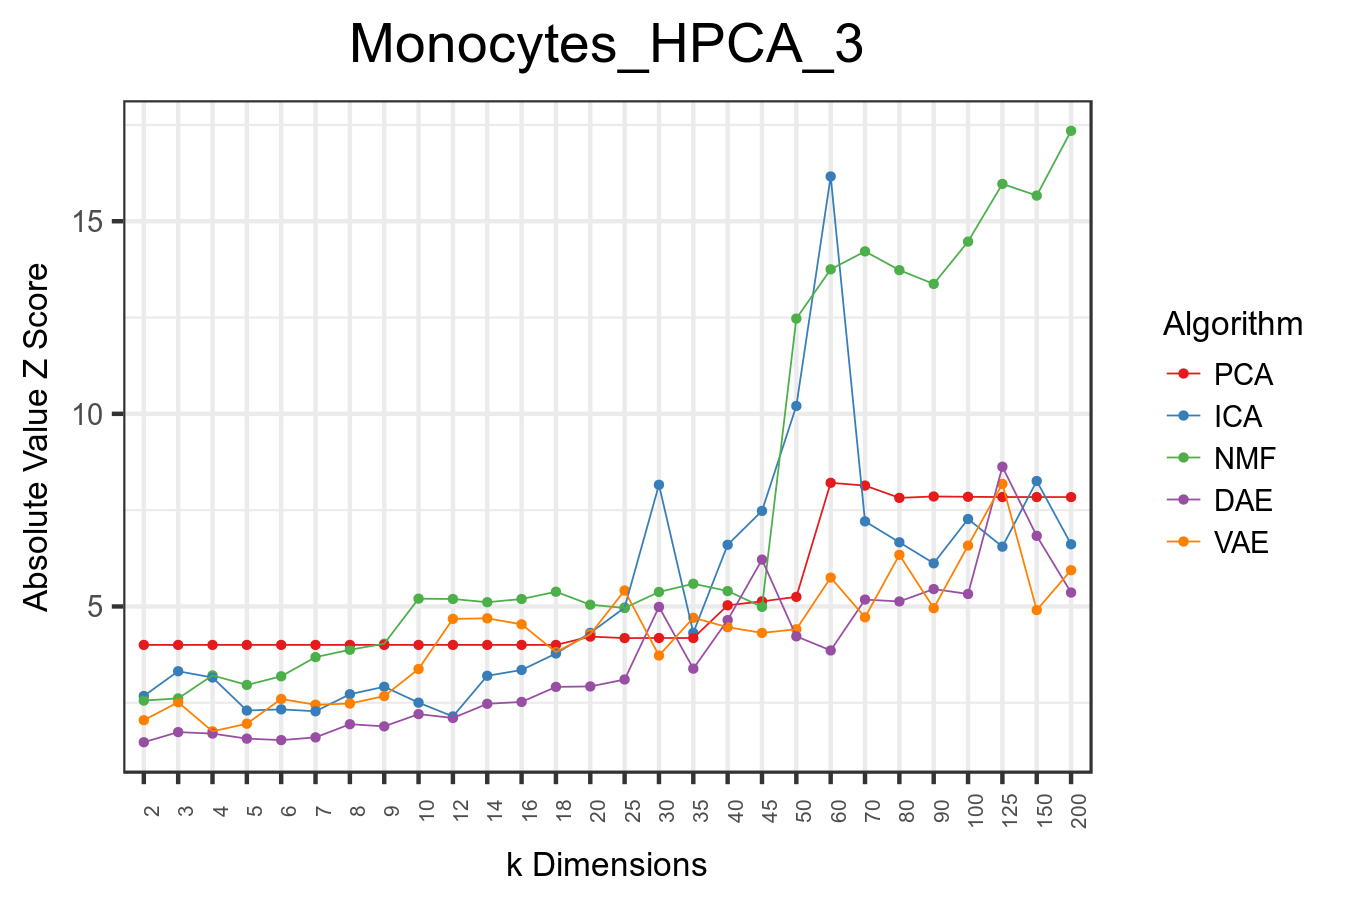 Monocytes_HPCA_3
Absolute Value Z Score
15
10
5
2 3 4 5 6 7 8 9 10 12 14 16 18 20 25 30 35 40 45 50 60 70 80 90 100 125 150 200
k Dimensions
Algorithm
PCA
ICA
NMF
DAE
VAE